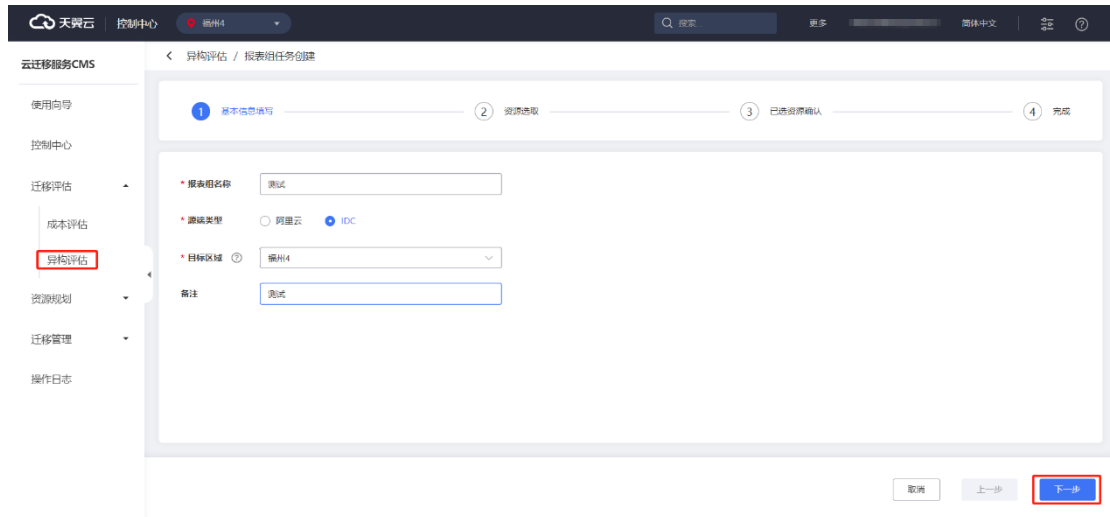 天翼云 控制中心 福州4 搜索... 更多 简体中文
云迁移服务CMS
异构评估 / 报表组任务创建
使用向导
控制中心
迁移评估
成本评估
异构评估
资源规划
迁移管理
操作日志
1 基本信息填写 2 资源选取 3 已选资源确认 4 完成
* 报表组名称 测试
* 源端类型 阿里云 IDC
* 目标区域 ? 福州4
备注 测试
取消 上一步 下一步